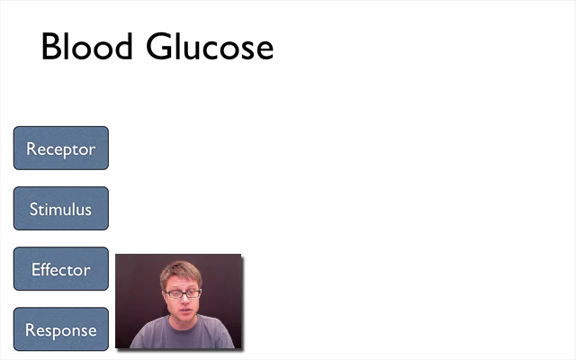 Blood Glucose
Receptor
Stimulus
Effector
Response